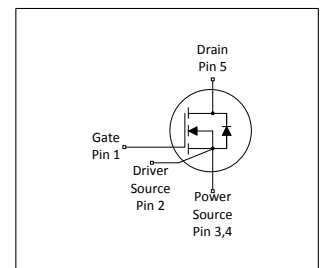 Drain
Pin 5
Gate
Pin 1
Driver
Source
Pin 2
Power
Source
Pin 3,4